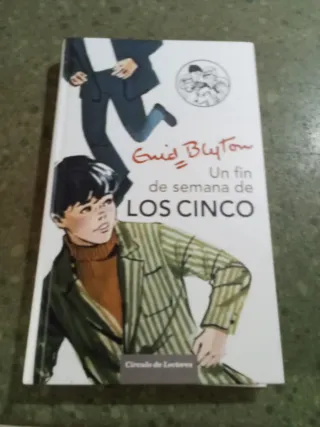 Enid Blyton
Un fin
de semana de
LOS CINCO
Círculo de Lectores